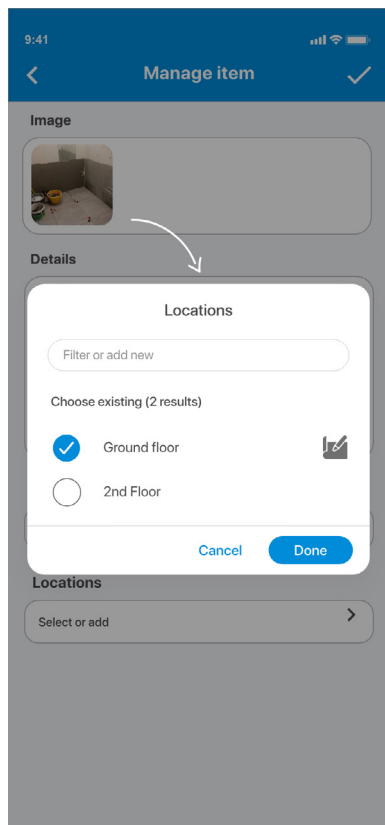 9:41
Manage item
Image
Details
Locations
Filter or add new
Choose existing (2 results)
Ground floor
2nd Floor
Cancel
Done
Locations
Select or add